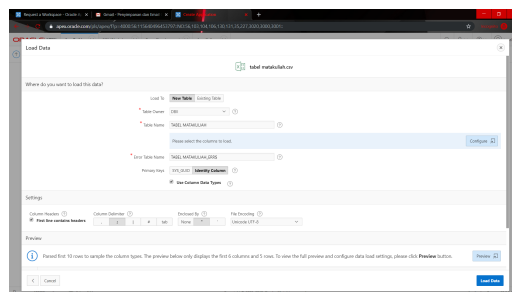 Request a Workspace - Oracle A
Gmail - Penyimpanan dan Email
apex.oracle.com
Load Data
tabel matakuliah.csv
Where do you want to load this data?
Load To New Table Existing Table
* Table Owner
* Table Name TABEL MATAKULIAH
Please select the columns to load.
Configure
* Error Table Name TABEL MATAKULIAH_ERR$
Primary Keys SYS_GUID Identity Column
Use Column Data Types
Settings
Column Headers Column Delimiter Enclosed By File Encoding
First line contains headers , ; | # tab None " ' Unicode UTF-8
Preview
Parsed first 10 rows to sample the column types. The preview below only displays the first 6 columns and 5 rows. To view the full preview and configure data load settings, please click Preview button.
Preview
Cancel
Load Data